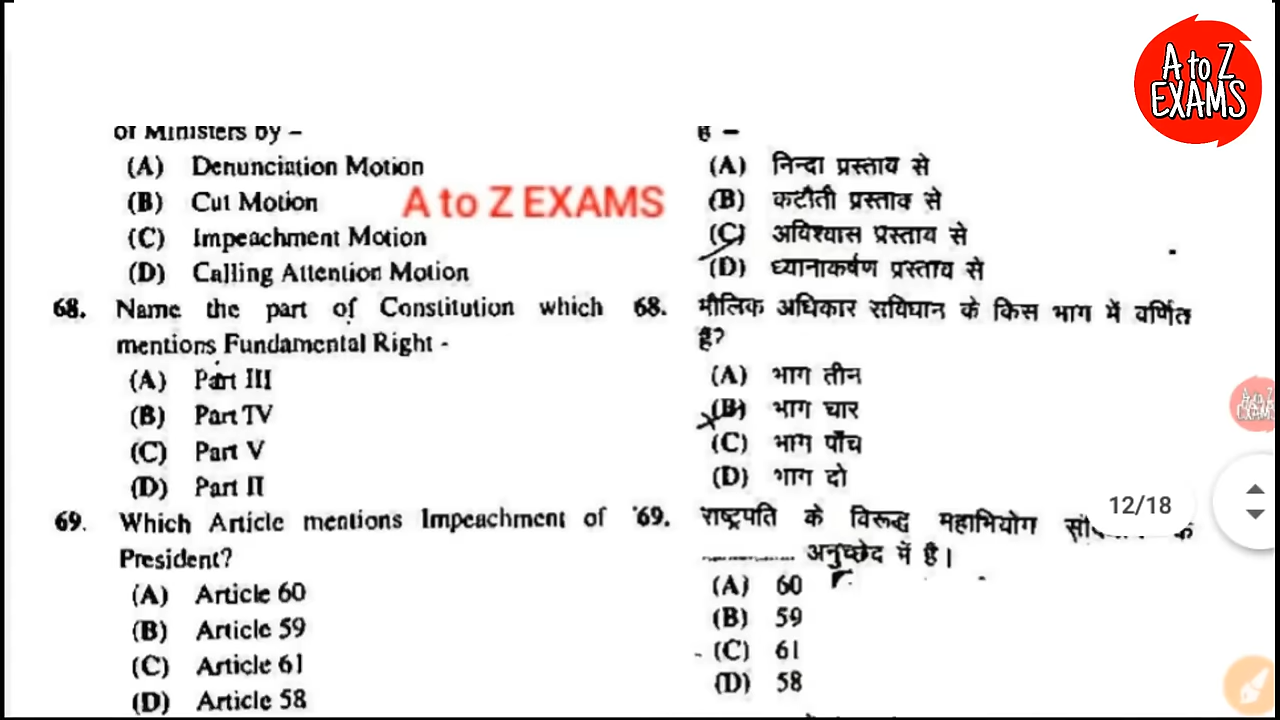 A to Z
EXAMS
of Ministers by –
(A) Denunciation Motion
(B) Cut Motion
(C) Impeachment Motion
(D) Calling Attention Motion
A to Z EXAMS
68. Name the part of Constitution which
mentions Fundamental Right -
(A) Part III
(B) Part IV
(C) Part V
(D) Part II
69. Which Article mentions Impeachment of
President?
(A) Article 60
(B) Article 59
(C) Article 61
(D) Article 58
है –
(A) निन्दा प्रस्ताव से
(B) कटौती प्रस्ताव से
(C) अविश्वास प्रस्ताव से
(D) ध्यानाकर्षण प्रस्ताव से
68. मौलिक अधिकार संविधान के किस भाग में वर्णित
है?
(A) भाग तीन
(B) भाग चार
(C) भाग पाँच
(D) भाग दो
69. राष्ट्रपति के विरूद्ध महाभियोग
............... अनुच्छेद में है।
(A) 60
(B) 59
(C) 61
(D) 58
A to Z
EXAMS
12/18